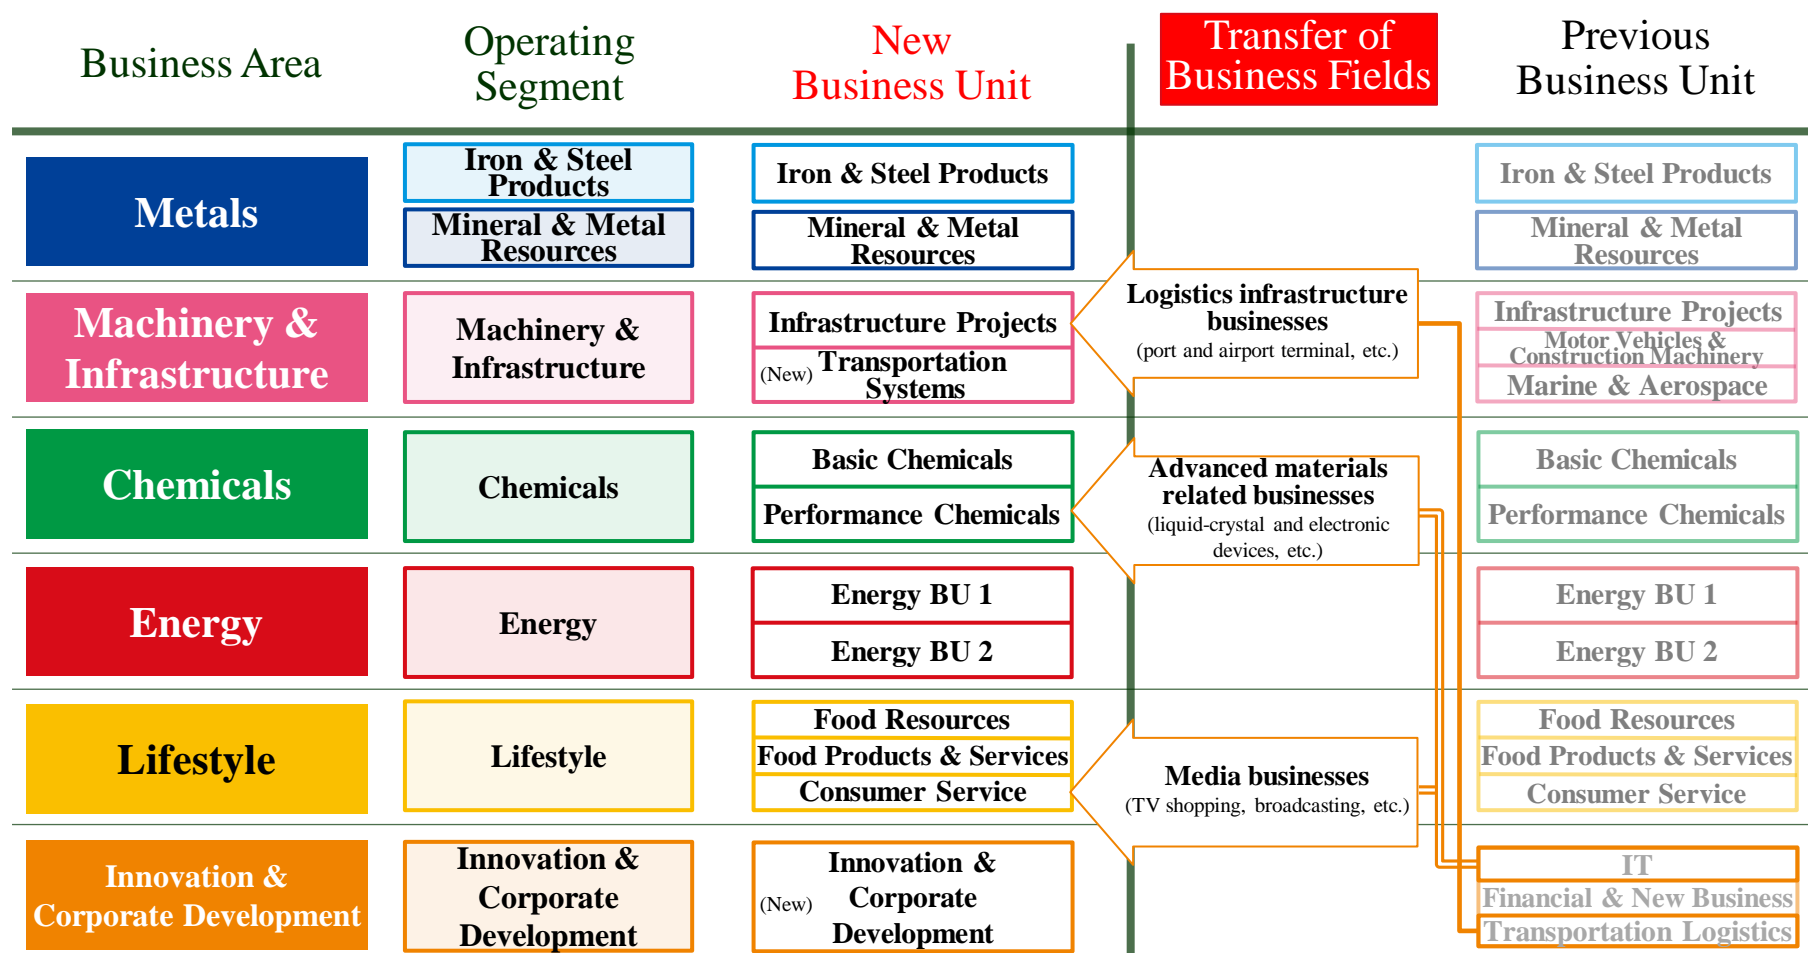 Business Area
Operating
Segment
New
Business Unit
Transfer of
Business Fields
Previous
Business Unit
Metals
Iron & Steel
Products
Mineral & Metal
Resources
Iron & Steel Products
Mineral & Metal
Resources
Iron & Steel Products
Mineral & Metal
Resources
Machinery &
Infrastructure
Machinery &
Infrastructure
Infrastructure Projects
(New) Transportation
Systems
Logistics infrastructure
businesses
(port and airport terminal, etc.)
Infrastructure Projects
Motor Vehicles &
Construction Machinery
Marine & Aerospace
Chemicals
Chemicals
Basic Chemicals
Performance Chemicals
Advanced materials
related businesses
(liquid-crystal and electronic
devices, etc.)
Basic Chemicals
Performance Chemicals
Energy
Energy
Energy BU 1
Energy BU 2
Energy BU 1
Energy BU 2
Lifestyle
Lifestyle
Food Resources
Food Products & Services
Consumer Service
Media businesses
(TV shopping, broadcasting, etc.)
Food Resources
Food Products & Services
Consumer Service
Innovation &
Corporate Development
Innovation &
Corporate
Development
Innovation &
(New) Corporate
Development
IT
Financial & New Business
Transportation Logistics